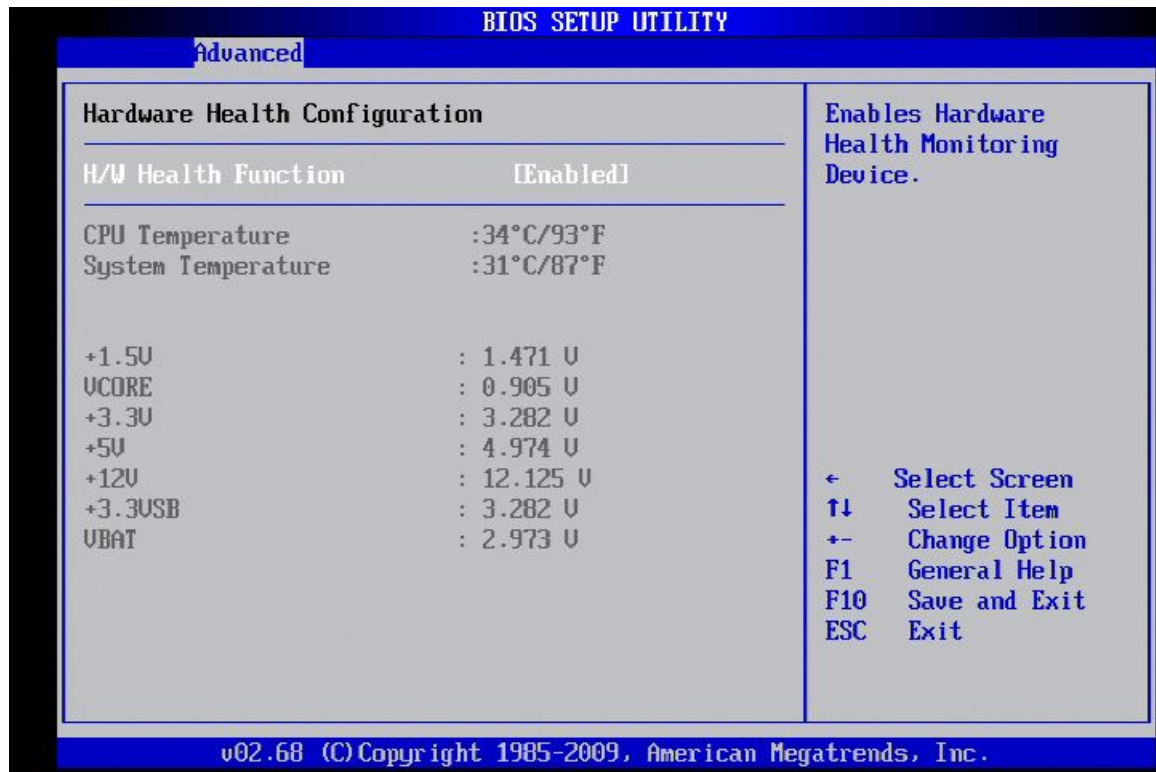 BIOS SETUP UTILITY
Advanced
Hardware Health Configuration
H/W Health Function [Enabled]
CPU Temperature :34°C/93°F
System Temperature :31°C/87°F
+1.5V : 1.471 V
VCORE : 0.905 V
+3.3V : 3.282 V
+5V : 4.974 V
+12V : 12.125 V
+3.3VSB : 3.282 V
VBAT : 2.973 V
Enables Hardware
Health Monitoring
Device.
← Select Screen
↑↓ Select Item
+- Change Option
F1 General Help
F10 Save and Exit
ESC Exit
v02.68 (C)Copyright 1985-2009, American Megatrends, Inc.